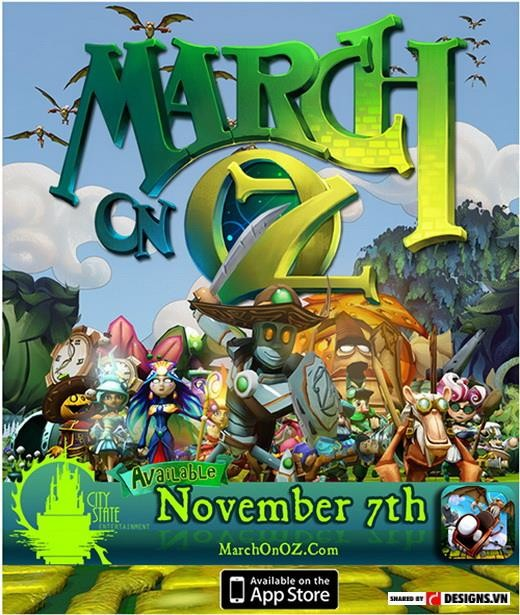 MARCH
ON OZ
CITY
STATE
ENTERTAINMENT
Available
November 7th
MarchOnOZ.Com
Available on the
App Store
SHARED BY C DESIGNS.VN